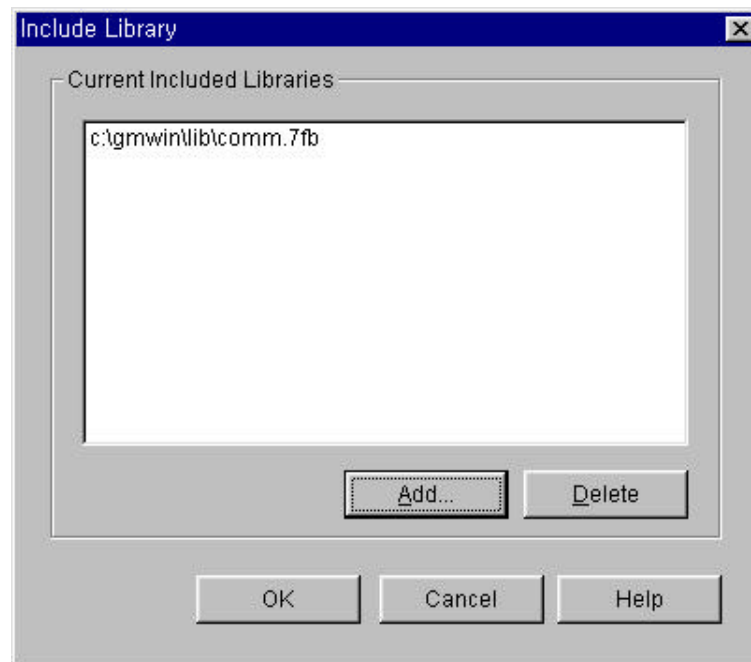 Include Library
Current Included Libraries
c:\gmwin\lib\comm.7fb
Add...
Delete
OK
Cancel
Help